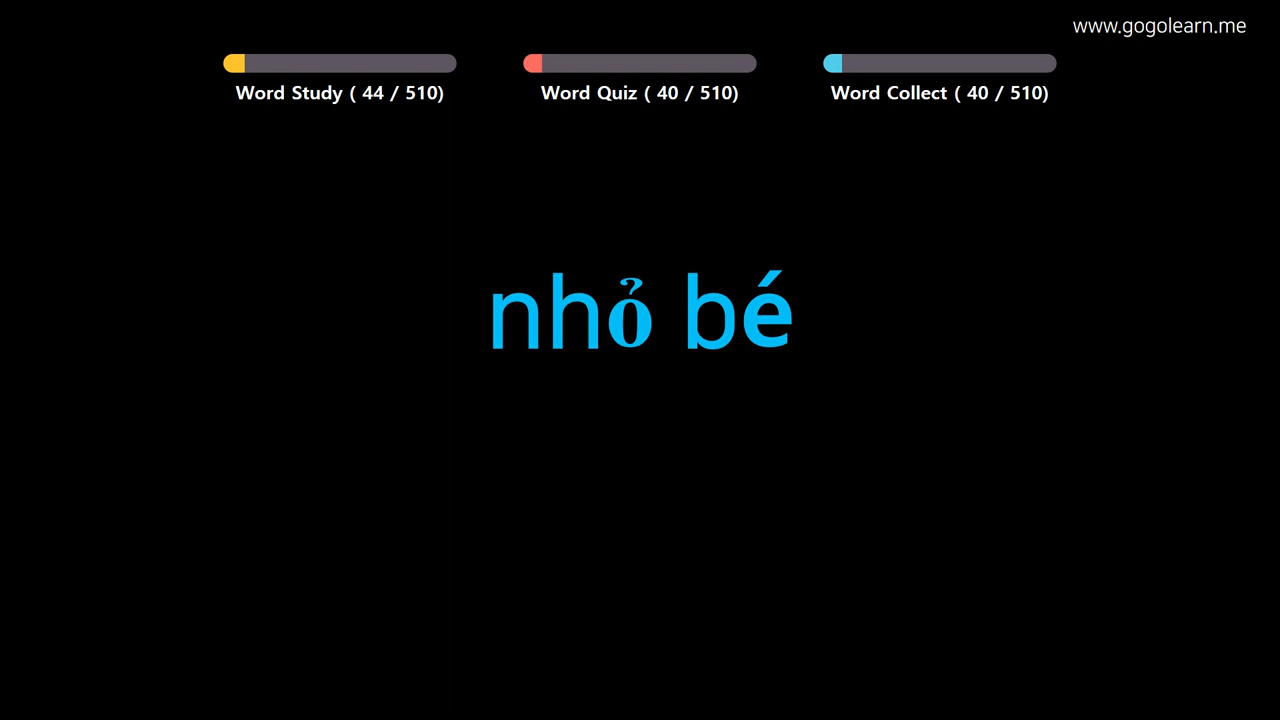 www.gogolearn.me
Word Study ( 44 / 510)
Word Quiz ( 40 / 510)
Word Collect ( 40 / 510)
nhỏ bé